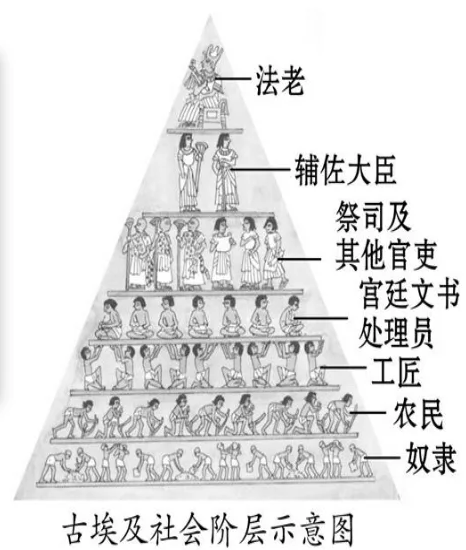 法老
辅佐大臣
祭司及
其他官吏
宫廷文书
处理员
工匠
农民
奴隶
古埃及社会阶层示意图